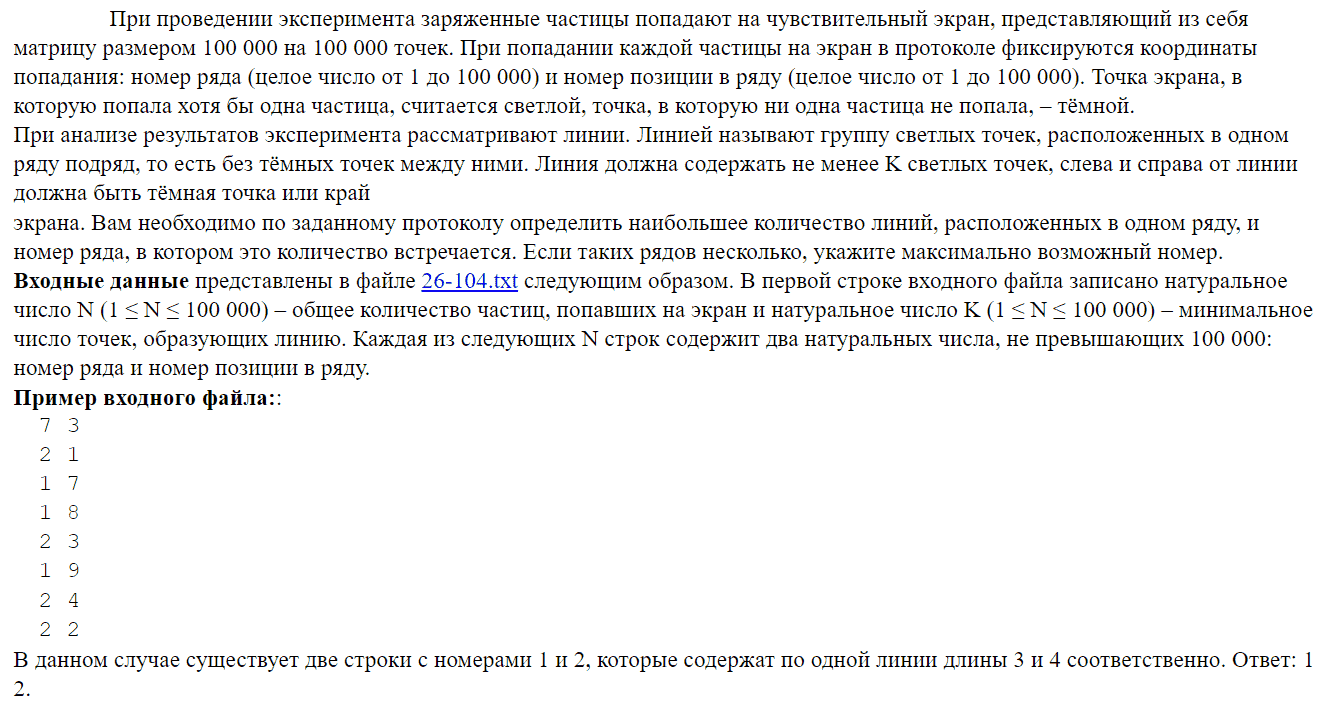 При проведении эксперимента заряженные частицы попадают на чувствительный экран, представляющий из себя
матрицу размером 100 000 на 100 000 точек. При попадании каждой частицы на экран в протоколе фиксируются координаты
попадания: номер ряда (целое число от 1 до 100 000) и номер позиции в ряду (целое число от 1 до 100 000). Точка экрана, в
которую попала хотя бы одна частица, считается светлой, точка, в которую ни одна частица не попала, – тёмной.
При анализе результатов эксперимента рассматривают линии. Линией называют группу светлых точек, расположенных в одном
ряду подряд, то есть без тёмных точек между ними. Линия должна содержать не менее K светлых точек, слева и справа от линии
должна быть тёмная точка или край
экрана. Вам необходимо по заданному протоколу определить наибольшее количество линий, расположенных в одном ряду, и
номер ряда, в котором это количество встречается. Если таких рядов несколько, укажите максимально возможный номер.
Входные данные представлены в файле 26-104.txt следующим образом. В первой строке входного файла записано натуральное
число N (1 ≤ N ≤ 100 000) – общее количество частиц, попавших на экран и натуральное число K (1 ≤ N ≤ 100 000) – минимальное
число точек, образующих линию. Каждая из следующих N строк содержит два натуральных числа, не превышающих 100 000:
номер ряда и номер позиции в ряду.
Пример входного файла::
7 3
2 1
1 7
1 8
2 3
1 9
2 4
2 2
В данном случае существует две строки с номерами 1 и 2, которые содержат по одной линии длины 3 и 4 соответственно. Ответ: 1
2.